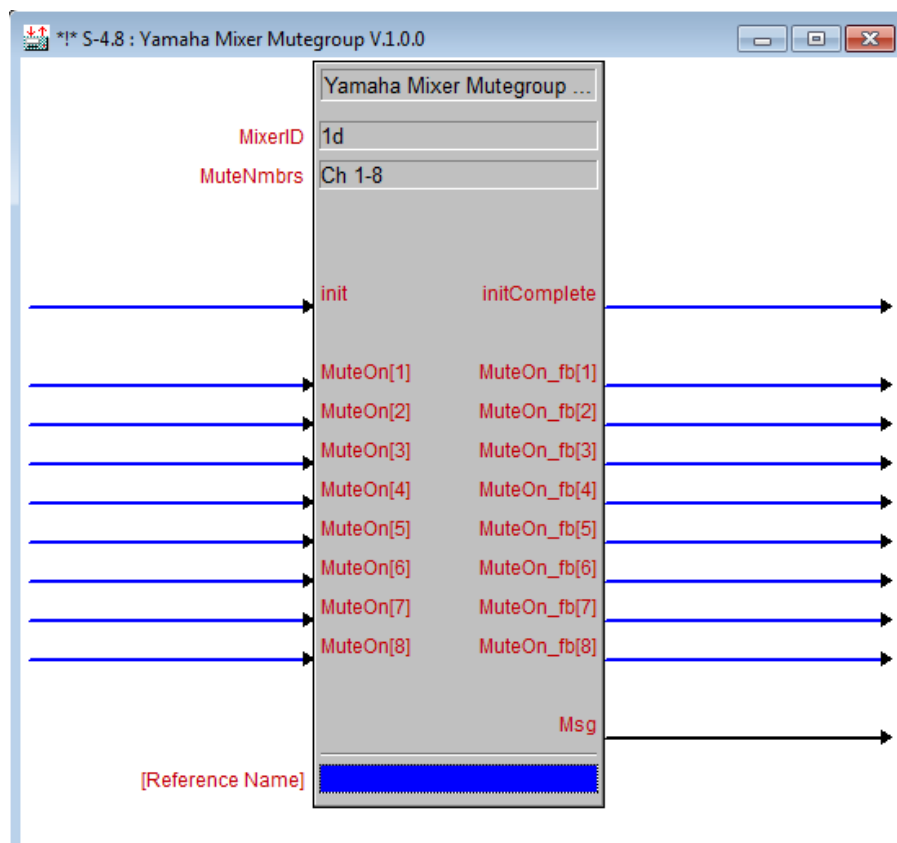 *!* S-4.8 : Yamaha Mixer Mutegroup V.1.0.0
Yamaha Mixer Mutegroup ...
MixerID 1d
MuteNmbrs Ch 1-8
init initComplete
MuteOn[1] MuteOn_fb[1]
MuteOn[2] MuteOn_fb[2]
MuteOn[3] MuteOn_fb[3]
MuteOn[4] MuteOn_fb[4]
MuteOn[5] MuteOn_fb[5]
MuteOn[6] MuteOn_fb[6]
MuteOn[7] MuteOn_fb[7]
MuteOn[8] MuteOn_fb[8]
Msg
[Reference Name]